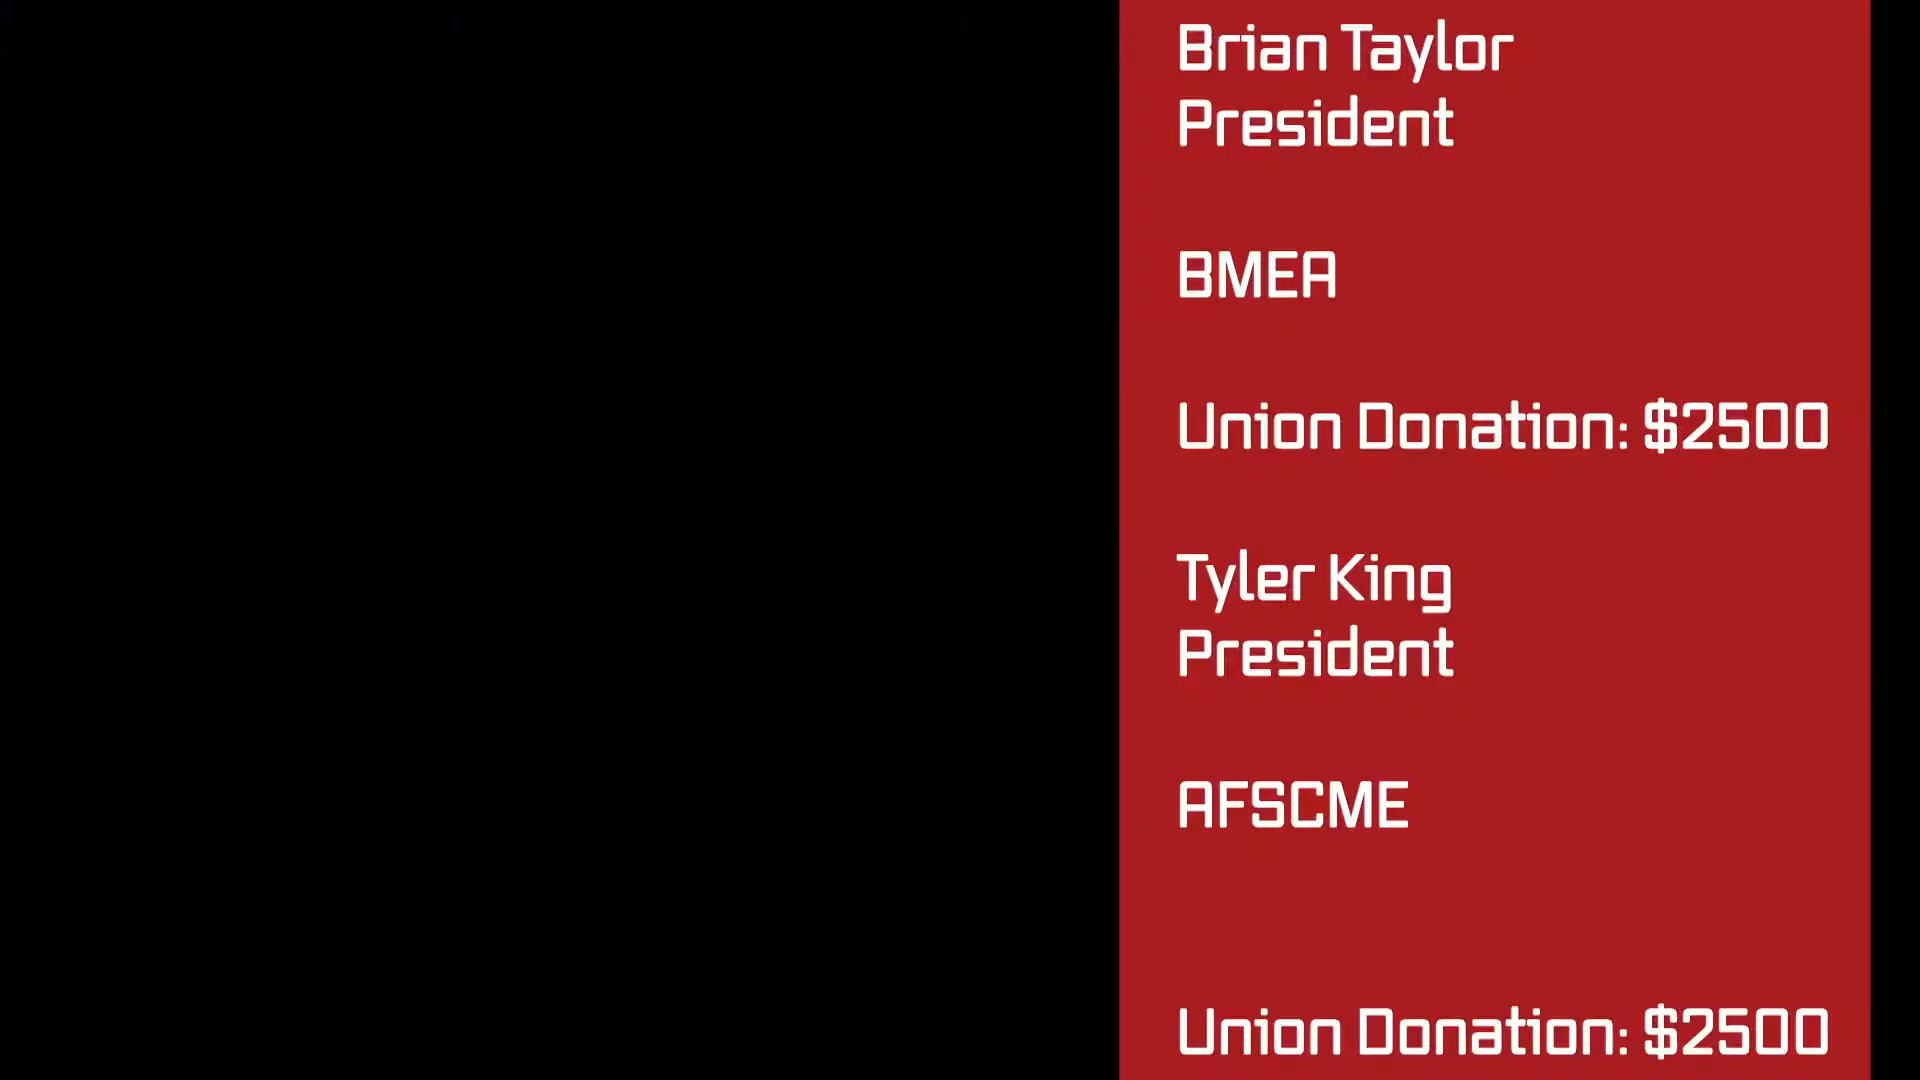 Brian Taylor
President
BMEA
Union Donation: $2500
Tyler King
President
AFSCME
Union Donation: $2500